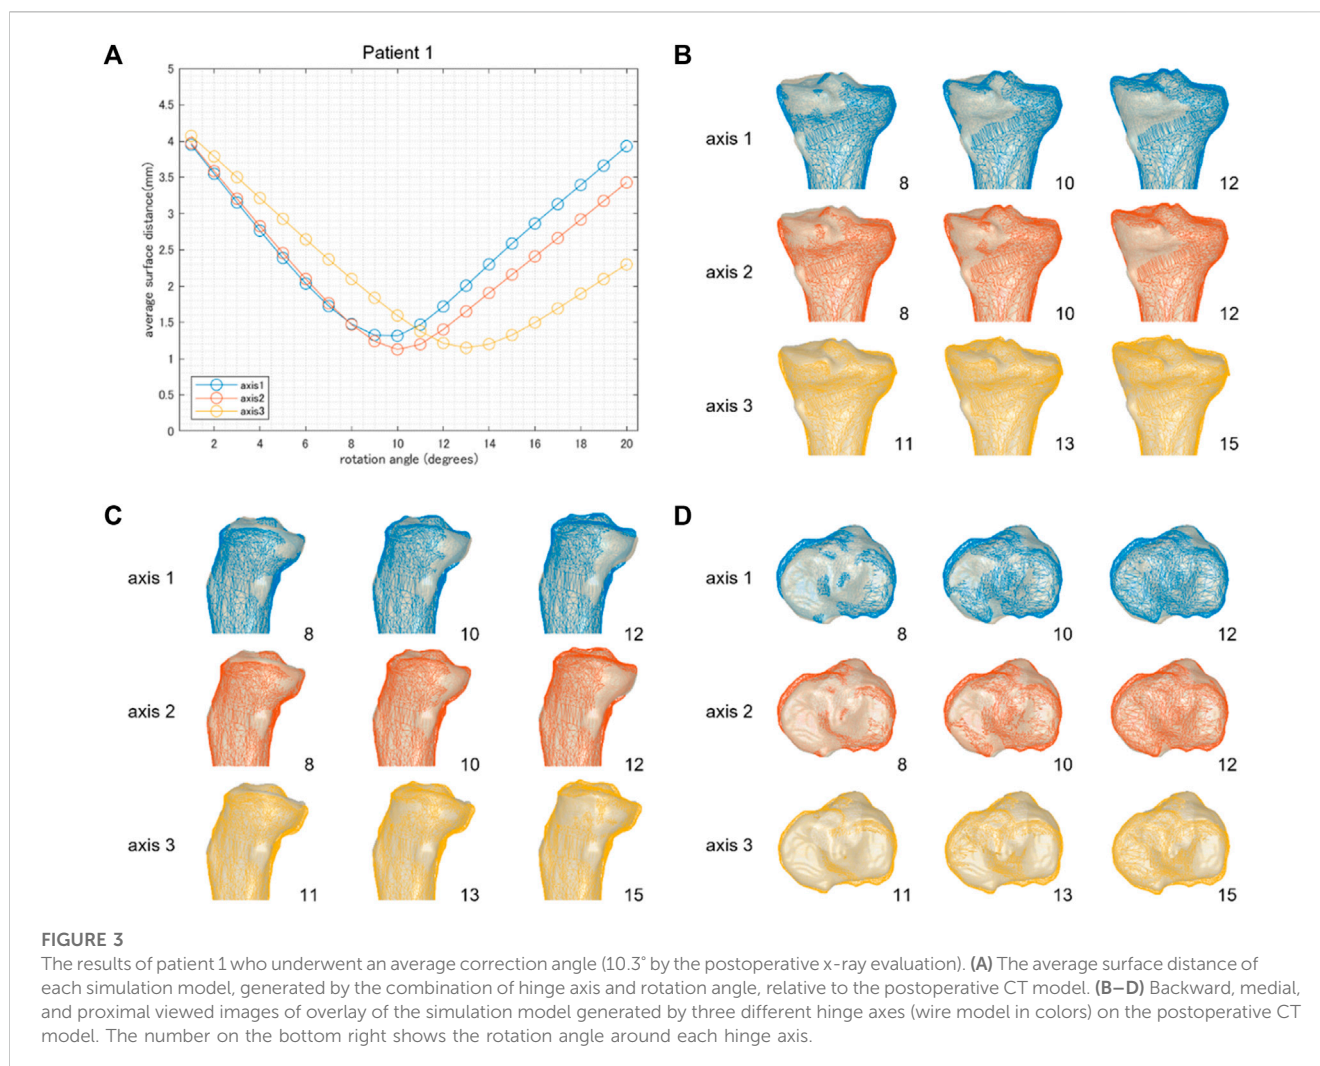 A
Patient 1
average surface distance(mm)
5
4.5
4
3.5
3
2.5
2
1.5
1
0.5
0
axis1
axis2
axis3
2 4 6 8 10 12 14 16 18 20
rotation angle (degrees)
B
axis 1
8 10 12
axis 2
8 10 12
axis 3
11 13 15
C
axis 1
8 10 12
axis 2
8 10 12
axis 3
11 13 15
D
axis 1
8 10 12
axis 2
8 10 12
axis 3
11 13 15
FIGURE 3
The results of patient 1 who underwent an average correction angle (10.3° by the postoperative x-ray evaluation). (A) The average surface distance of
each simulation model, generated by the combination of hinge axis and rotation angle, relative to the postoperative CT model. (B–D) Backward, medial,
and proximal viewed images of overlay of the simulation model generated by three different hinge axes (wire model in colors) on the postoperative CT
model. The number on the bottom right shows the rotation angle around each hinge axis.